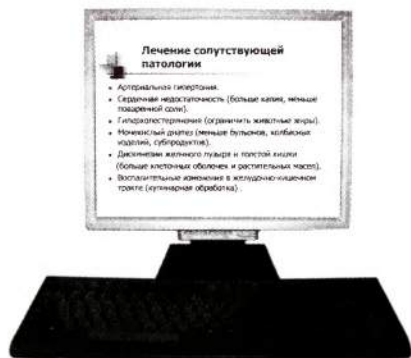 Лечение сопутствующей
патологии
• Артериальная гипертония.
• Сердечная недостаточность (больше калия, меньше
поваренной соли).
• Гиперхолестеринемия (ограничить животные жиры).
• Мочекислый диатез (меньше бульонов, колбасных
изделий, субпродуктов).
• Дискинезии желчного пузыря и толстой кишки
(больше клеточных оболочек и растительных масел).
• Воспалительные изменения в желудочно-кишечном
тракте (кулинарная обработка).